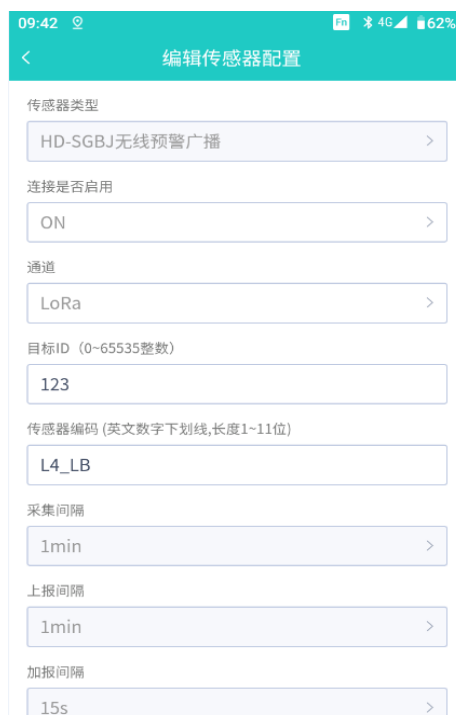 09:42 Fn 4G 62%
编辑传感器配置
传感器类型
HD-SGBJ无线预警广播
连接是否启用
ON
通道
LoRa
目标ID（0~65535整数）
123
传感器编码 (英文数字下划线,长度1~11位)
L4_LB
采集间隔
1min
上报间隔
1min
加报间隔
15s